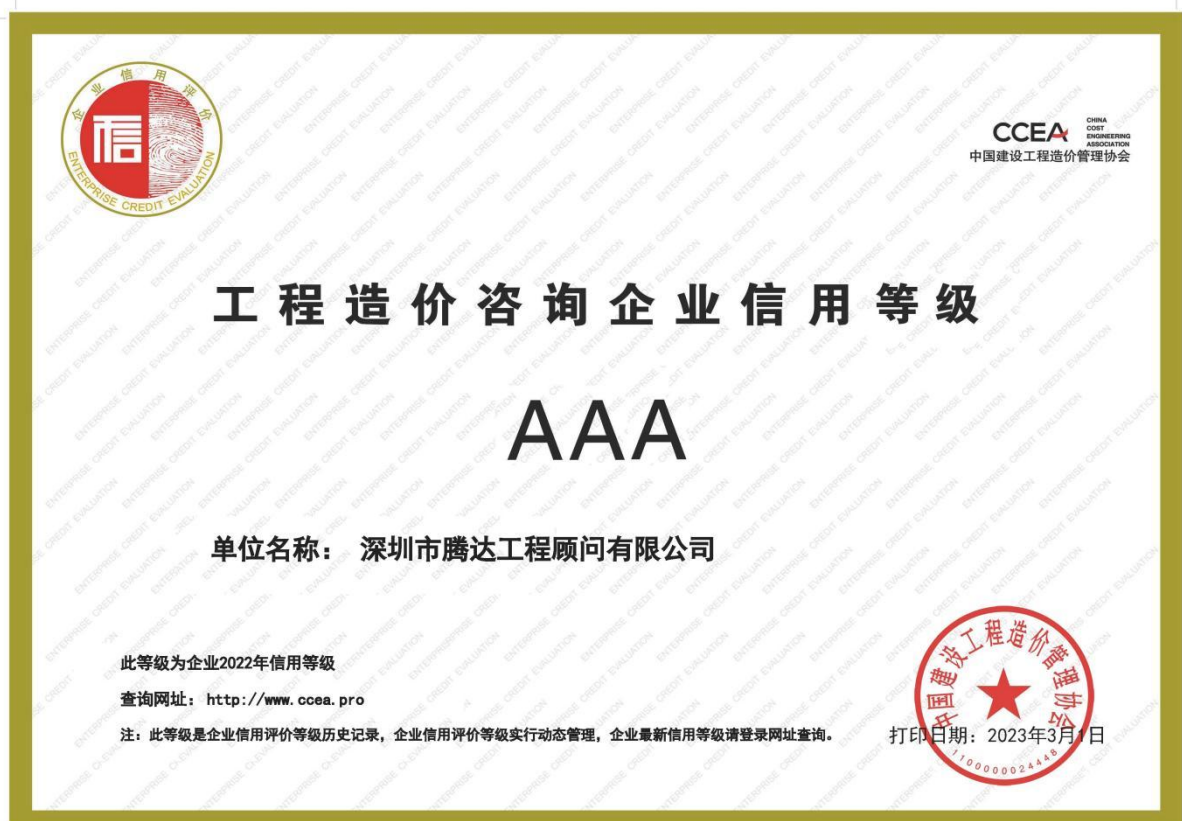 企业信用评价
ENTERPRISE CREDIT EVALUATION
信
CCEA
CHINA
COST
ENGINEERING
ASSOCIATION
中国建设工程造价管理协会
工程造价咨询企业信用等级
AAA
单位名称： 深圳市腾达工程顾问有限公司
此等级为企业2022年信用等级
查询网址：http://www.ccea.pro
注：此等级是企业信用评价等级历史记录，企业信用评价等级实行动态管理，企业最新信用等级请登录网址查询。
中国建设工程造价管理协会
打印日期：2023年3月1日
1100000024448